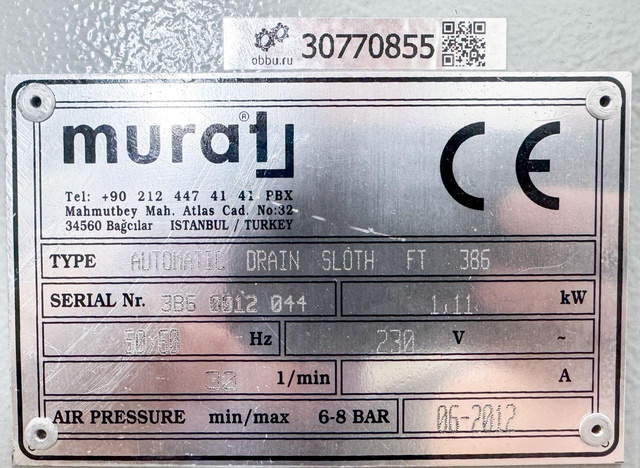 obbu.ru 30770855
murat ®
CE
Tel: +90 212 447 41 41 PBX
Mahmutbey Mah. Atlas Cad. No:32
34560 Bağcılar ISTANBUL / TURKEY
TYPE AUTOMATIC DRAIN SLOTH FT 386
SERIAL Nr. 386 0012 044 1,11 kW
50/60 Hz 230 V ~
30 1/min A
AIR PRESSURE min/max 6-8 BAR 06-2012